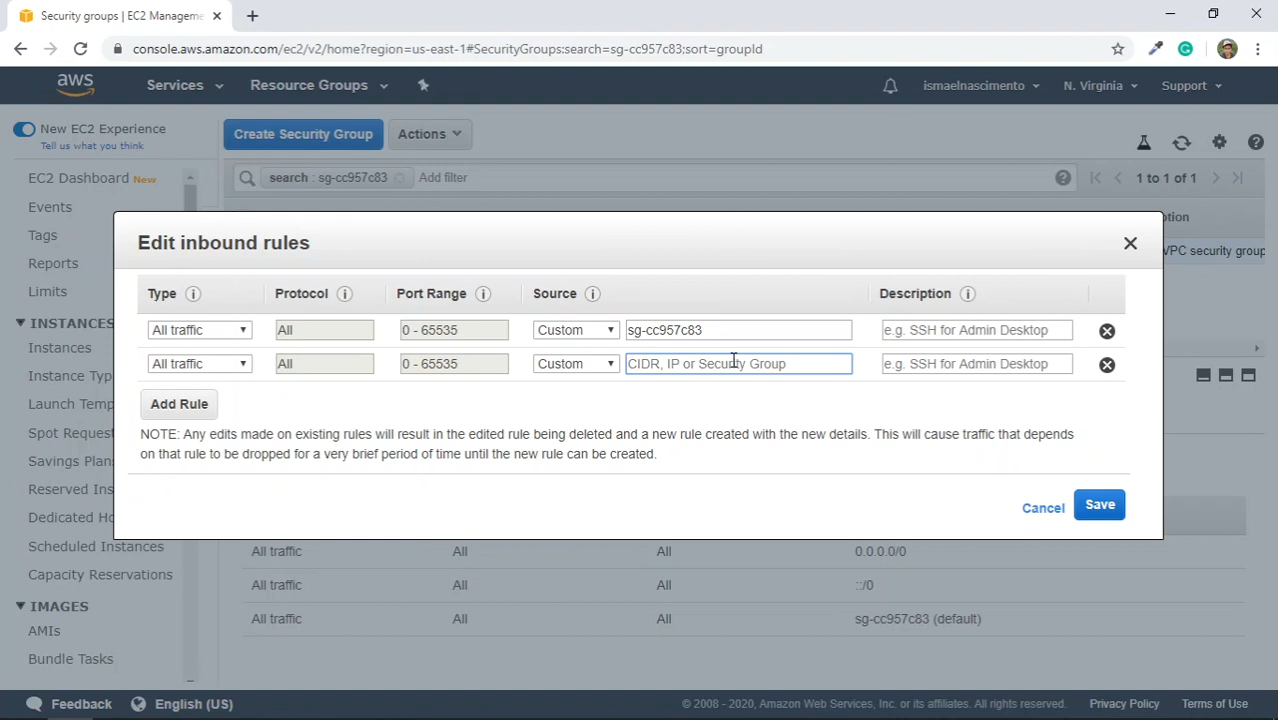 Security groups | EC2 Manageme
console.aws.amazon.com/ec2/v2/home?region=us-east-1#SecurityGroups:search=sg-cc957c83;sort=groupId
aws
Services
Resource Groups
ismaelnascimento
N. Virginia
Support
New EC2 Experience
Tell us what you think
Create Security Group
Actions
EC2 Dashboard New
search : sg-cc957c83
Add filter
1 to 1 of 1
Events
Tags
Reports
Limits
INSTANCES
Instances
Instance Typ
Launch Temp
Spot Request
Savings Plans
Reserved Ins
Dedicated Ho
Scheduled Instances
Capacity Reservations
IMAGES
AMIs
Bundle Tasks
ption
VPC security group
Edit inbound rules
Type
Protocol
Port Range
Source
Description
All traffic
All
0 - 65535
Custom
sg-cc957c83
e.g. SSH for Admin Desktop
All traffic
All
0 - 65535
Custom
CIDR, IP or Security Group
e.g. SSH for Admin Desktop
Add Rule
NOTE: Any edits made on existing rules will result in the edited rule being deleted and a new rule created with the new details. This will cause traffic that depends
on that rule to be dropped for a very brief period of time until the new rule can be created.
Cancel
Save
All traffic
All
All
0.0.0.0/0
All traffic
All
All
::/0
All traffic
All
All
sg-cc957c83 (default)
Feedback
English (US)
© 2008 - 2020, Amazon Web Services, Inc. or its affiliates. All rights reserved.
Privacy Policy
Terms of Use